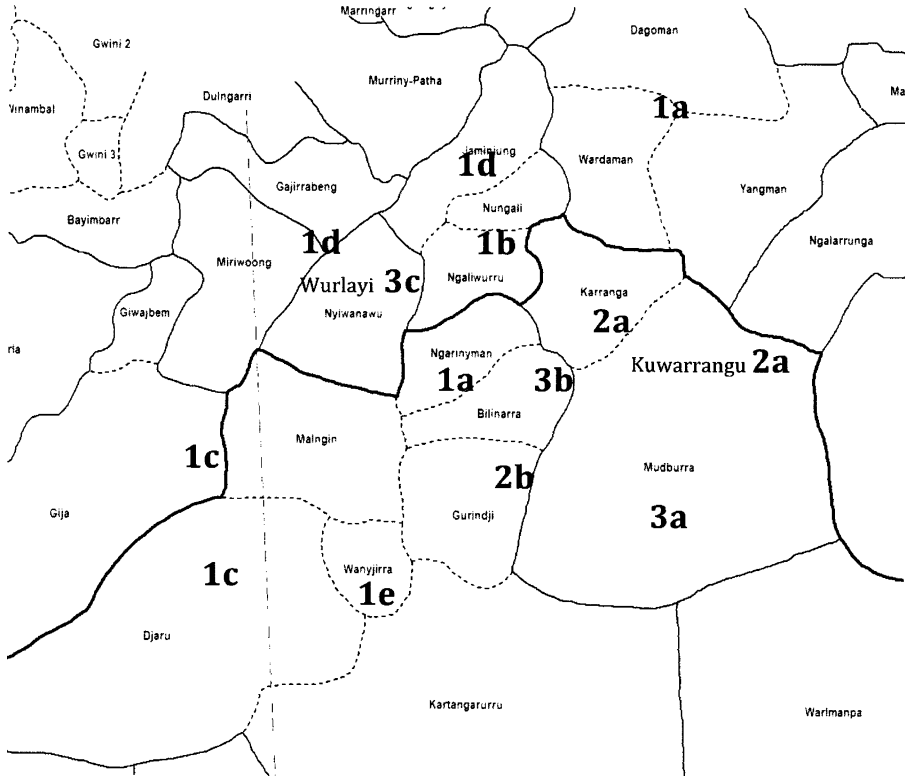 Marringarr
Gwini 2
Dagoman
Murriny-Patha
Dulngarri
Ma
Winambal
1a
Gwini 3
Jaminjung
1d
Wardaman
Gajirrabeng
Yangman
Nungali
Bayimbarr
1d
1b
Ngalarrunga
Miriwoong
Wurlayi 3c
Ngaliwurru
Karranga
Giwajbem
Nyiwanawu
2a
ria
Ngarinyman
Kuwarrangu 2a
1a
3b
Bilinarra
Malngin
1c
2b
Mudburra
Gija
Gurindji
3a
1c
Wanyjirra
1e
Djaru
Kartangarurru
Warlmanpa